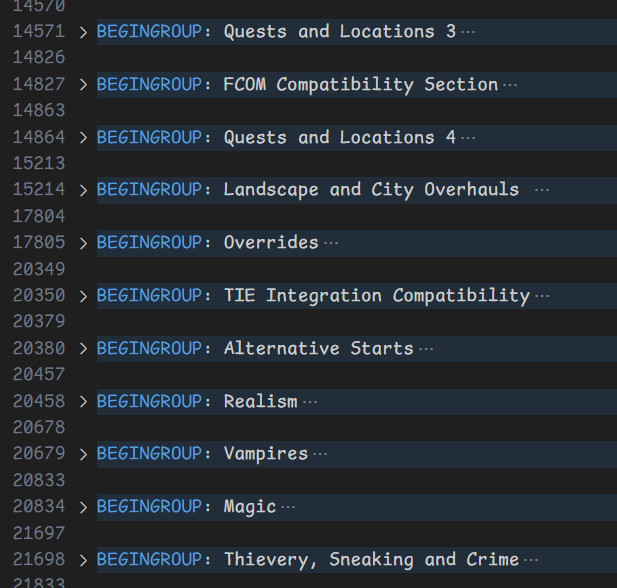 14570
14571 > BEGINGROUP: Quests and Locations 3 ···
14826
14827 > BEGINGROUP: FCOM Compatibility Section ···
14863
14864 > BEGINGROUP: Quests and Locations 4 ···
15213
15214 > BEGINGROUP: Landscape and City Overhauls ···
17804
17805 > BEGINGROUP: Overrides ···
20349
20350 > BEGINGROUP: TIE Integration Compatibility ···
20379
20380 > BEGINGROUP: Alternative Starts ···
20457
20458 > BEGINGROUP: Realism ···
20678
20679 > BEGINGROUP: Vampires ···
20833
20834 > BEGINGROUP: Magic ···
21697
21698 > BEGINGROUP: Thievery, Sneaking and Crime ···
21833